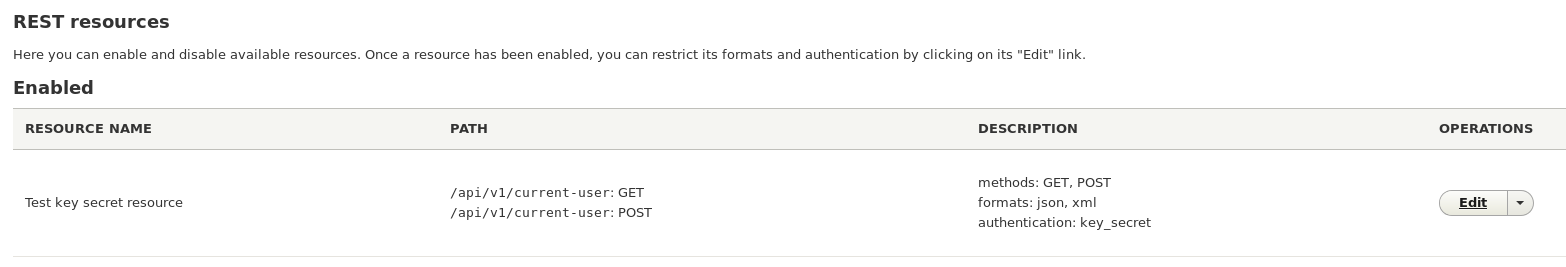 REST resources
Here you can enable and disable available resources. Once a resource has been enabled, you can restrict its formats and authentication by clicking on its "Edit" link.
Enabled
RESOURCE NAME PATH DESCRIPTION OPERATIONS
Test key secret resource
/api/v1/current-user: GET
/api/v1/current-user: POST
methods: GET, POST
formats: json, xml
authentication: key_secret
Edit